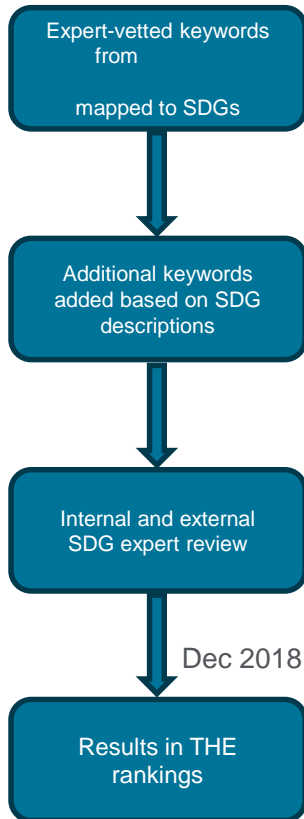 Expert-vetted keywords
from
mapped to SDGs
Additional keywords
added based on SDG
descriptions
Internal and external
SDG expert review
Dec 2018
Results in THE
rankings